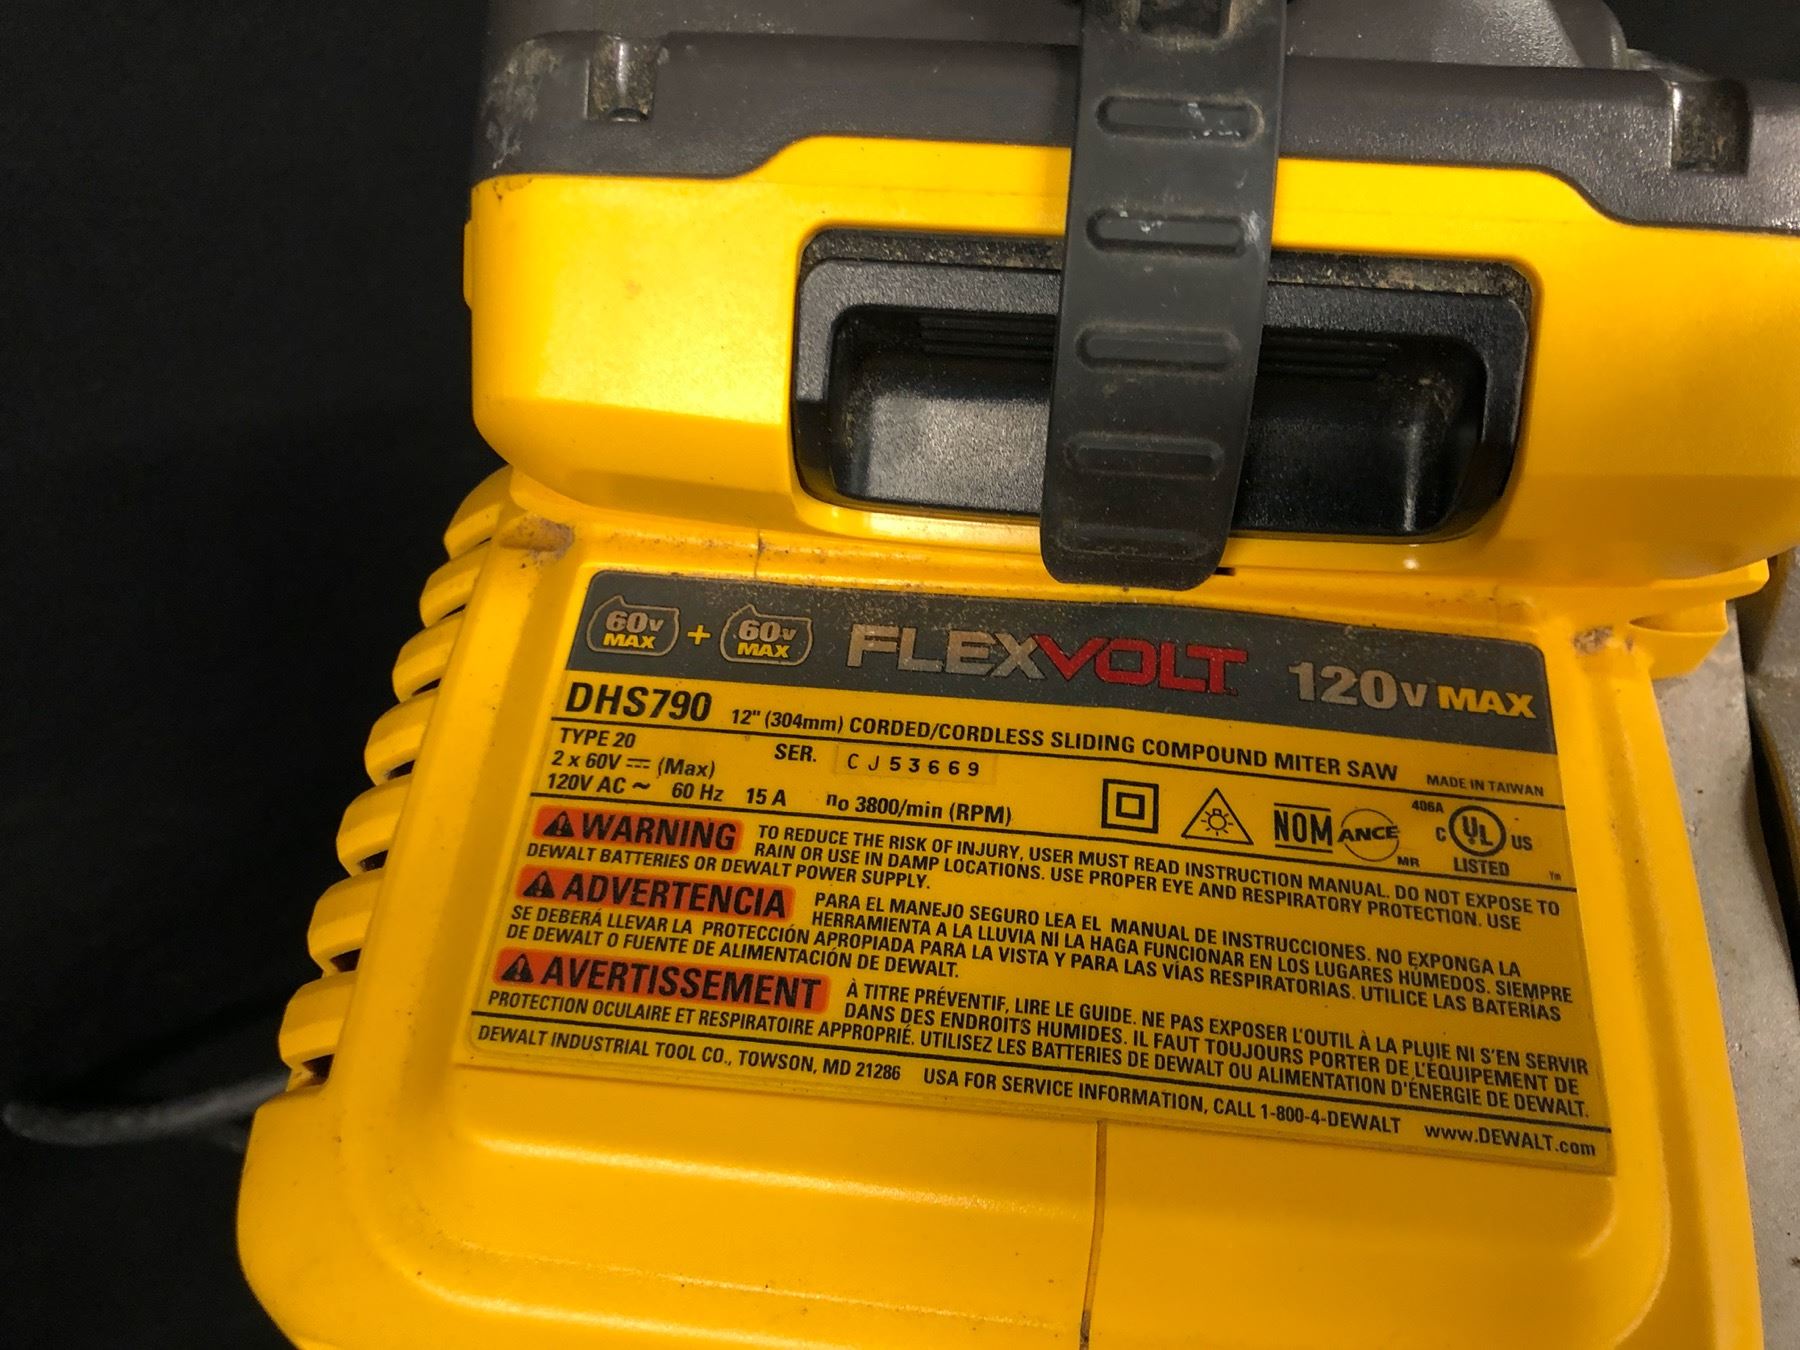 60v MAX + 60v MAX FLEXVOLT 120v MAX
DHS790 12" (304mm) CORDED/CORDLESS SLIDING COMPOUND MITER SAW MADE IN TAIWAN
TYPE 20 SER. CJ53669
2 x 60V ⎓ (Max)
120V AC ~ 60 Hz 15 A n₀ 3800/min (RPM)
NOM ANCE MR
406A
C UL US
LISTED
Ym
⚠WARNING TO REDUCE THE RISK OF INJURY, USER MUST READ INSTRUCTION MANUAL. DO NOT EXPOSE TO
RAIN OR USE IN DAMP LOCATIONS. USE PROPER EYE AND RESPIRATORY PROTECTION. USE
DEWALT BATTERIES OR DEWALT POWER SUPPLY.
⚠ADVERTENCIA PARA EL MANEJO SEGURO LEA EL MANUAL DE INSTRUCCIONES. NO EXPONGA LA
HERRAMIENTA A LA LLUVIA NI LA HAGA FUNCIONAR EN LOS LUGARES HÚMEDOS. SIEMPRE
SE DEBERÁ LLEVAR LA PROTECCIÓN APROPIADA PARA LA VISTA Y PARA LAS VÍAS RESPIRATORIAS. UTILICE LAS BATERÍAS
DE DEWALT O FUENTE DE ALIMENTACIÓN DE DEWALT.
⚠AVERTISSEMENT À TITRE PRÉVENTIF, LIRE LE GUIDE. NE PAS EXPOSER L'OUTIL À LA PLUIE NI S'EN SERVIR
DANS DES ENDROITS HUMIDES. IL FAUT TOUJOURS PORTER DE L'ÉQUIPEMENT DE
PROTECTION OCULAIRE ET RESPIRATOIRE APPROPRIÉ. UTILISEZ LES BATTERIES DE DEWALT OU ALIMENTATION D'ÉNERGIE DE DEWALT.
DEWALT INDUSTRIAL TOOL CO., TOWSON, MD 21286 USA FOR SERVICE INFORMATION, CALL 1-800-4-DEWALT www.DEWALT.com